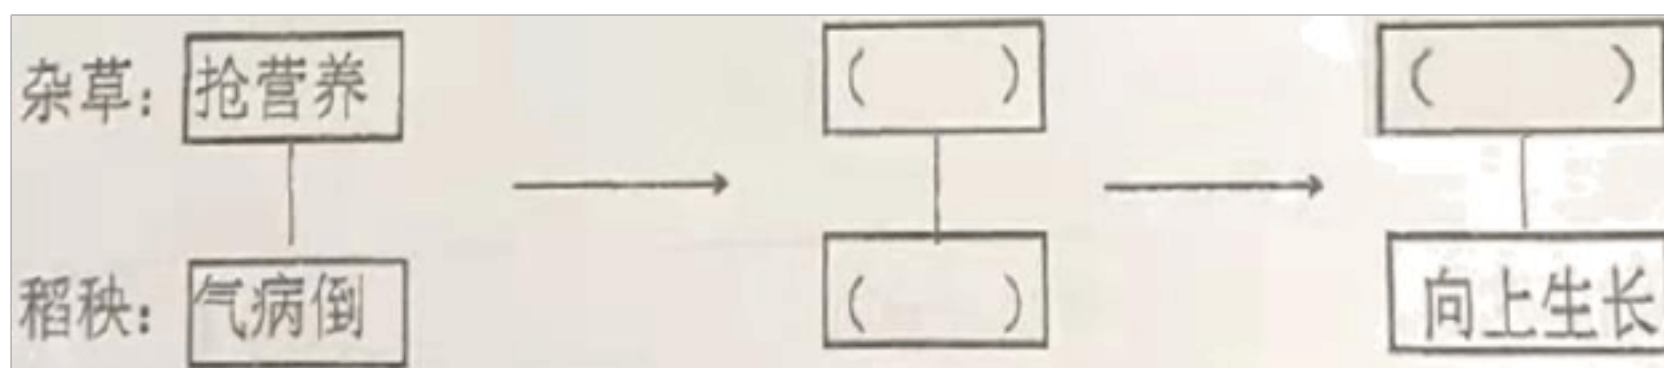 杂草： 抢营养 （ ） （ ）
稻秧： 气病倒 （ ） 向上生长